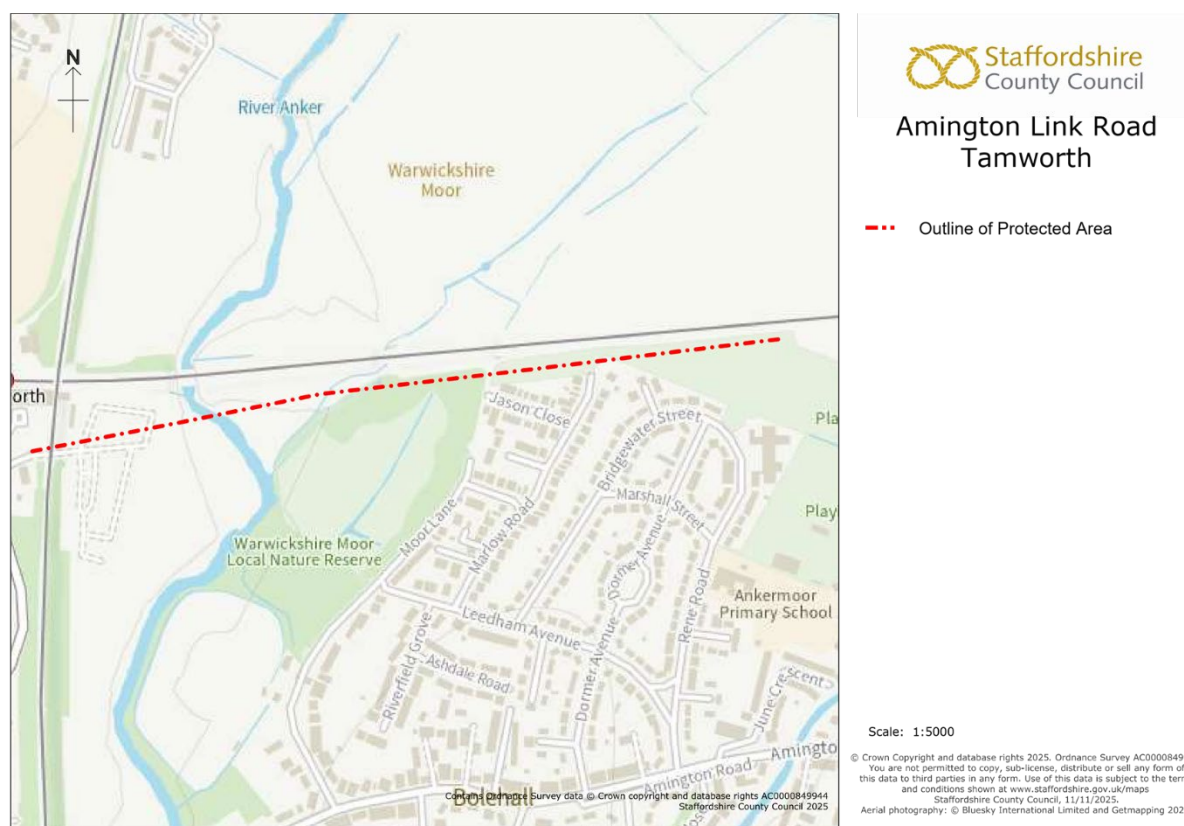 N
River Anker
Warwickshire
Moor
orth
Jason Close
Bridgewater Street
Pla
Marshall Street
Play
Moor Lane
Marlow Road
Warwickshire Moor
Local Nature Reserve
Dormer Avenue
Rene Road
Ankermoor
Primary School
Leedham Avenue
Riverfield Grove
Ashdale Road
Dormer Avenue
June Crescent
Amingto
Amington Road
Bolehall
Contains Ordnance Survey data © Crown copyright and database rights AC0000849944
Staffordshire County Council 2025
Staffordshire
County Council
Amington Link Road
Tamworth
Outline of Protected Area
Scale: 1:5000
© Crown Copyright and database rights 2025. Ordnance Survey AC0000849
You are not permitted to copy, sub-license, distribute or sell any form of
this data to third parties in any form. Use of this data is subject to the ter
and conditions shown at www.staffordshire.gov.uk/maps
Staffordshire County Council, 11/11/2025.
Aerial photography: © Bluesky International Limited and Getmapping 202